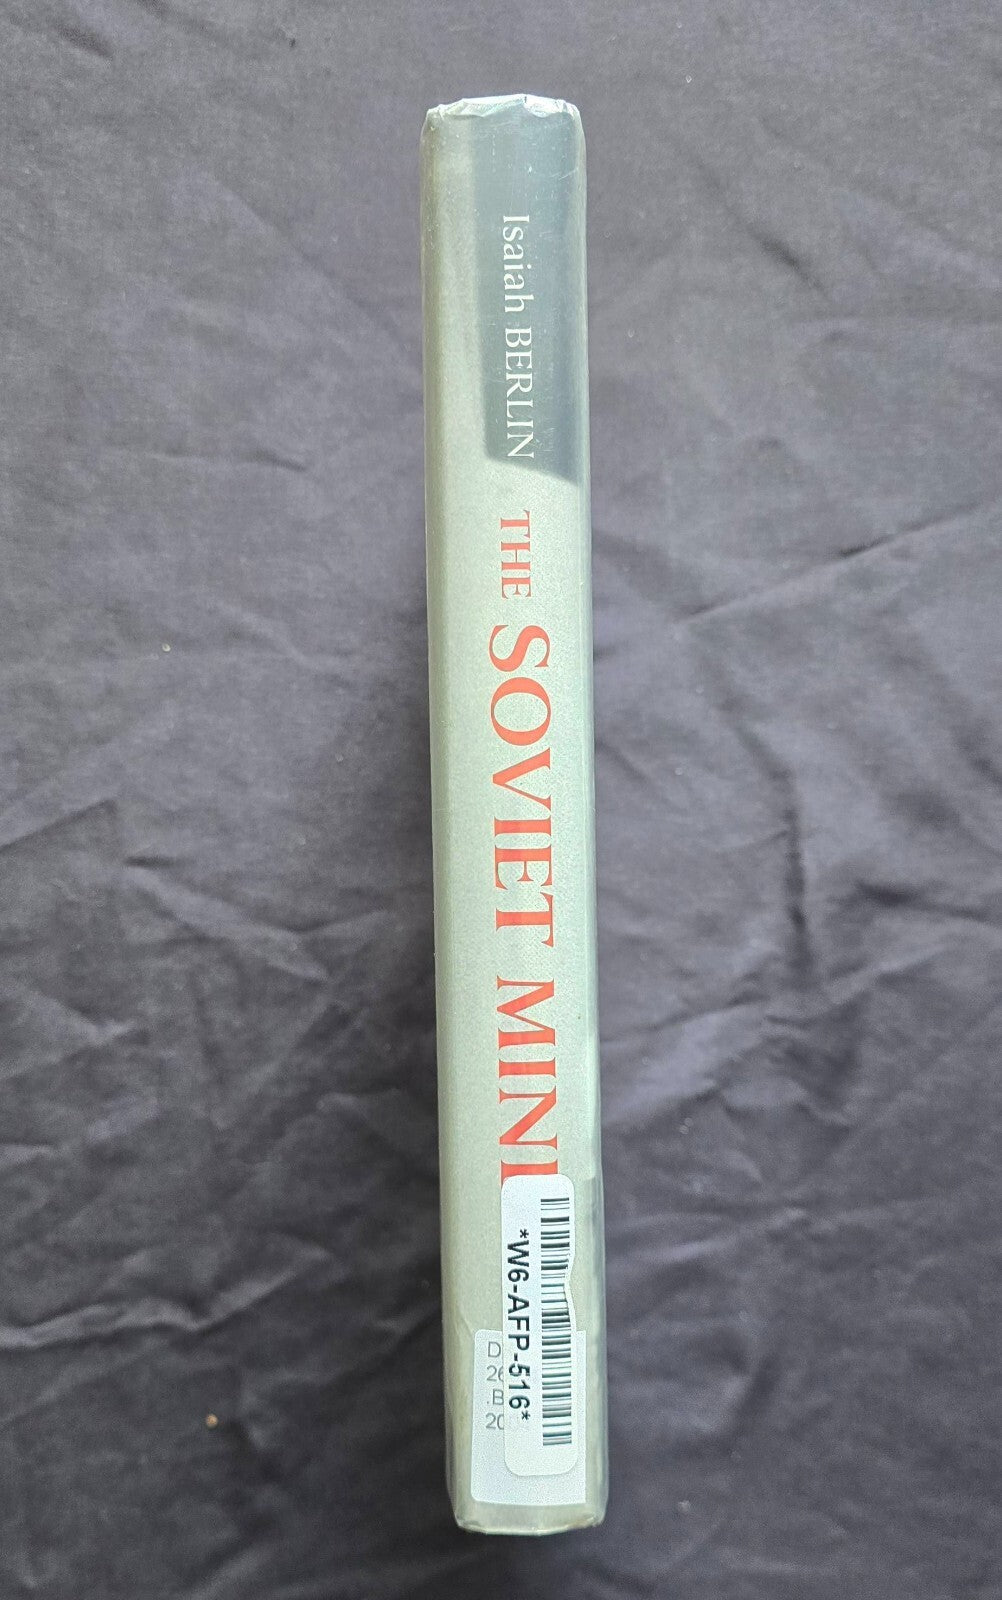 Isaiah BERLIN
THE SOVIET MIN
*W6-AFP-516*
D
26
.B
20